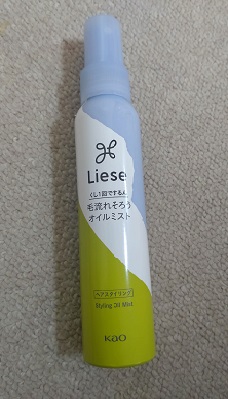 Liese
くし1回でするん
毛流れそろう
オイルミスト
ヘアスタイリング
Styling Oil Mist
Kao